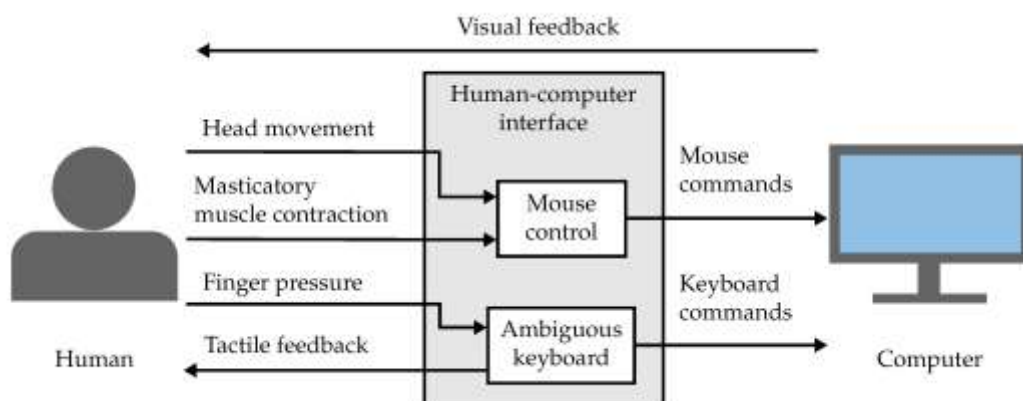 Visual feedback
Human-computer
interface
Head movement
Masticatory
muscle contraction
Mouse
control
Mouse
commands
Finger pressure
Tactile feedback
Ambiguous
keyboard
Keyboard
commands
Human
Computer